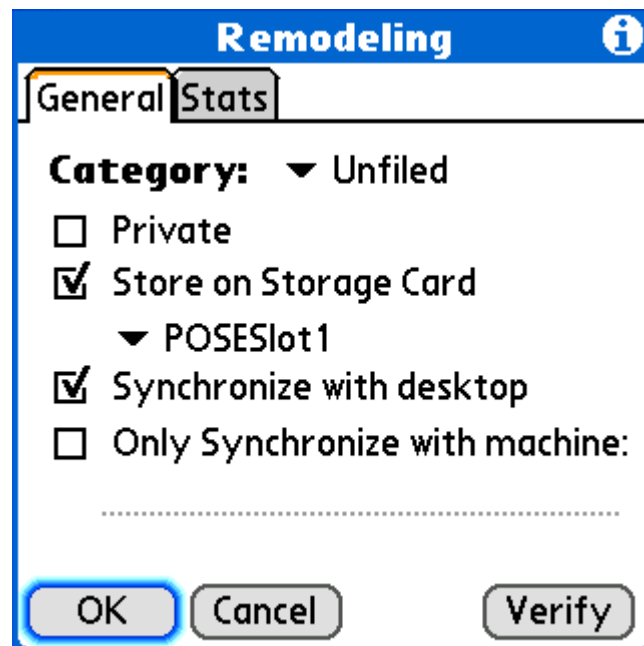 Remodeling
General Stats
Category: Unfiled
Private
Store on Storage Card
POSESlot1
Synchronize with desktop
Only Synchronize with machine:
OK Cancel Verify